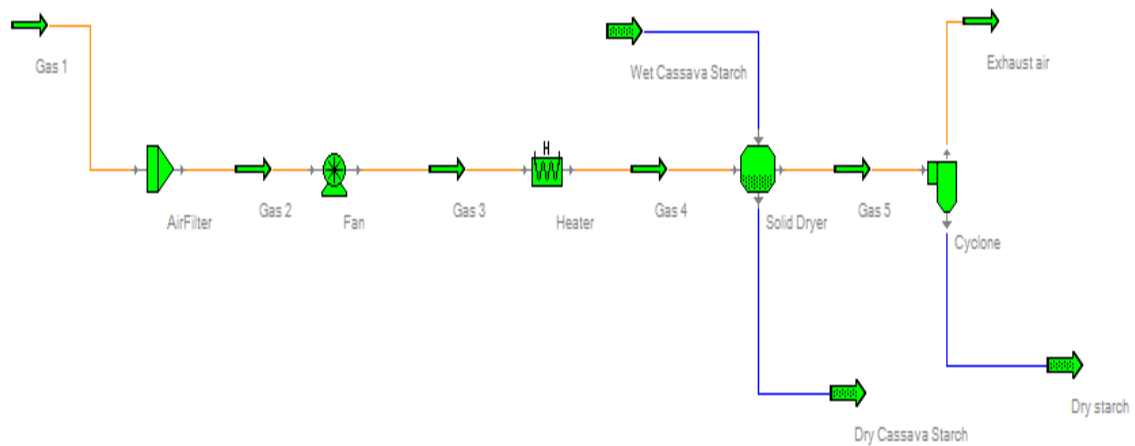 Gas 1
Wet Cassava Starch
Exhaust air
H
AirFilter
Gas 2
Fan
Gas 3
Heater
Gas 4
Solid Dryer
Gas 5
Cyclone
Dry Cassava Starch
Dry starch